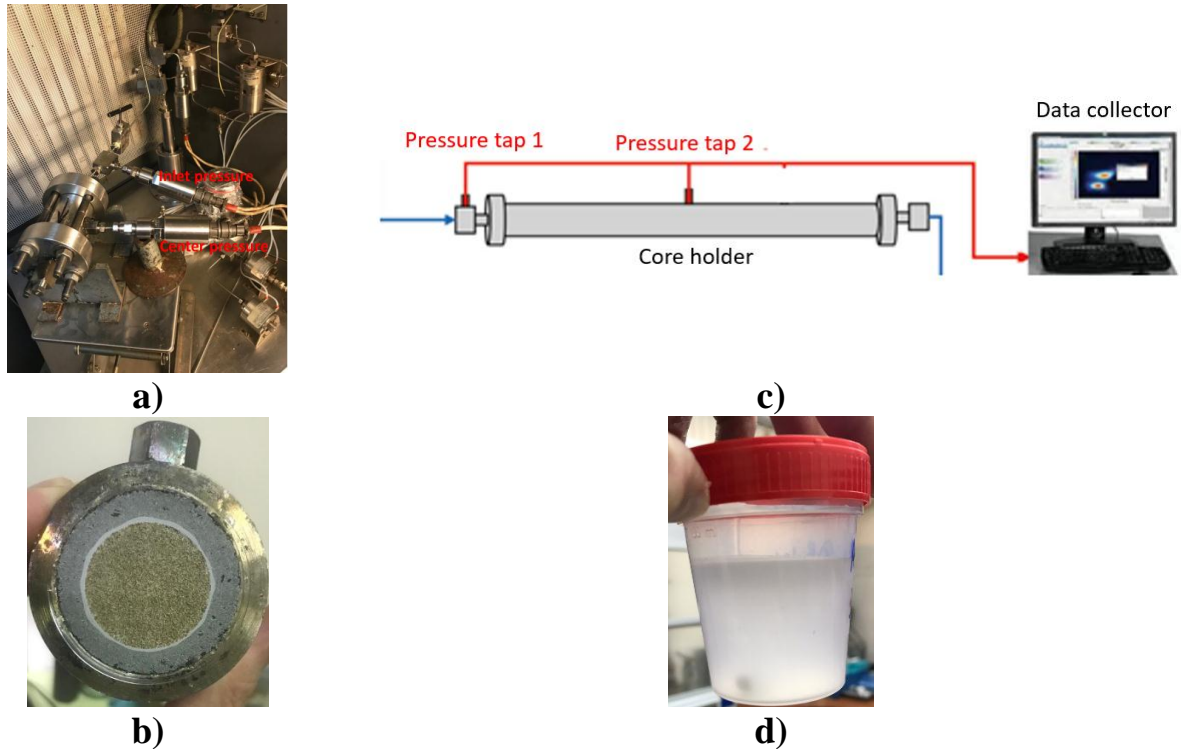 Inlet pressure
Center pressure
a)
Data collector
Pressure tap 1
Pressure tap 2
Core holder
c)
b)
d)